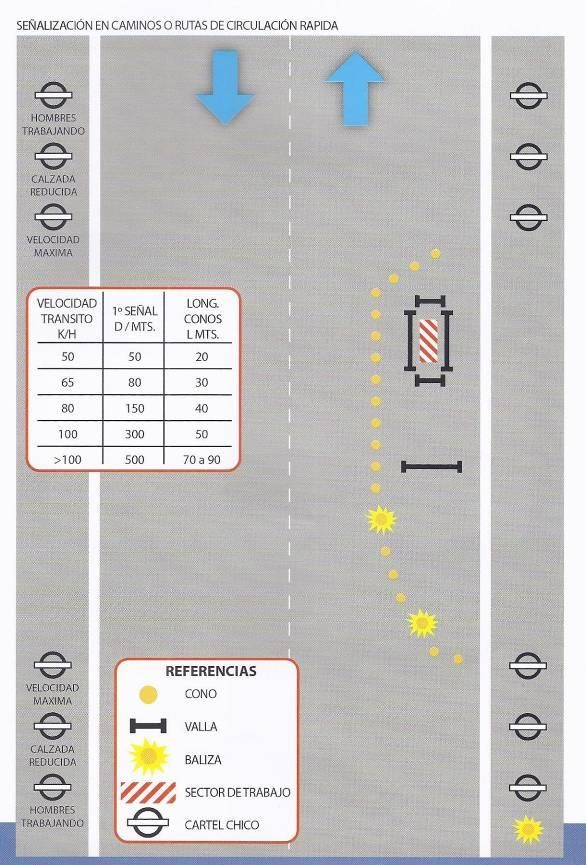 SEÑALIZACIÓN EN CAMINOS O RUTAS DE CIRCULACIÓN RAPIDA
HOMBRES
TRABAJANDO
CALZADA
REDUCIDA
VELOCIDAD
MAXIMA
VELOCIDAD TRANSITO K/H 1º SEÑAL D / MTS. LONG. CONOS L MTS.
50 50 20
65 80 30
80 150 40
100 300 50
>100 500 70 a 90
VELOCIDAD
MAXIMA
CALZADA
REDUCIDA
HOMBRES
TRABAJANDO
REFERENCIAS
CONO
VALLA
BALIZA
SECTOR DE TRABAJO
CARTEL CHICO